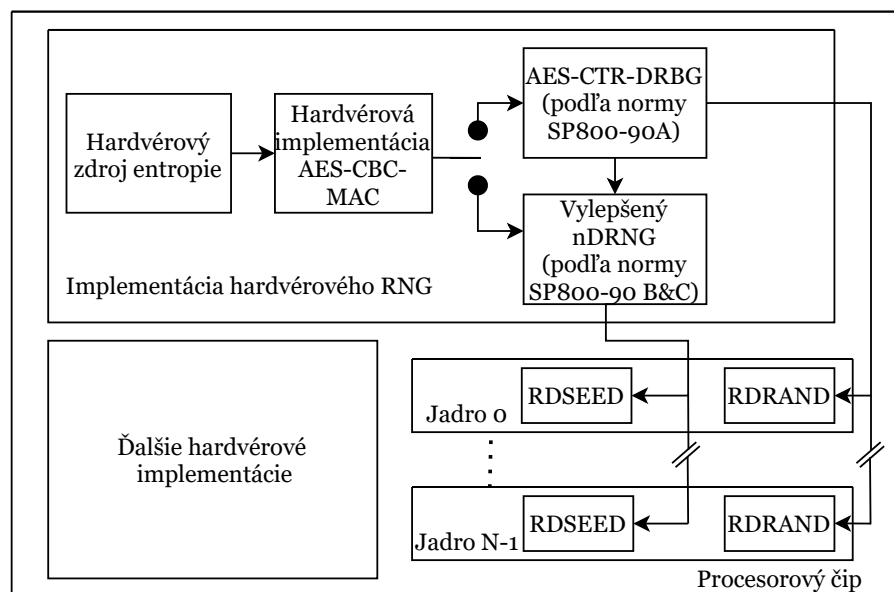 Hardvérový
zdroj entropie
Hardvérová
implementácia
AES-CBC-
MAC
AES-CTR-DRBG
(podľa normy
SP800-90A)
Vylepšený
nDRNG
(podľa normy
SP800-90 B&C)
Implementácia hardvérového RNG
Ďalšie hardvérové
implementácie
Jadro 0
RDSEED
RDRAND
Jadro N-1
RDSEED
RDRAND
Procesorový čip